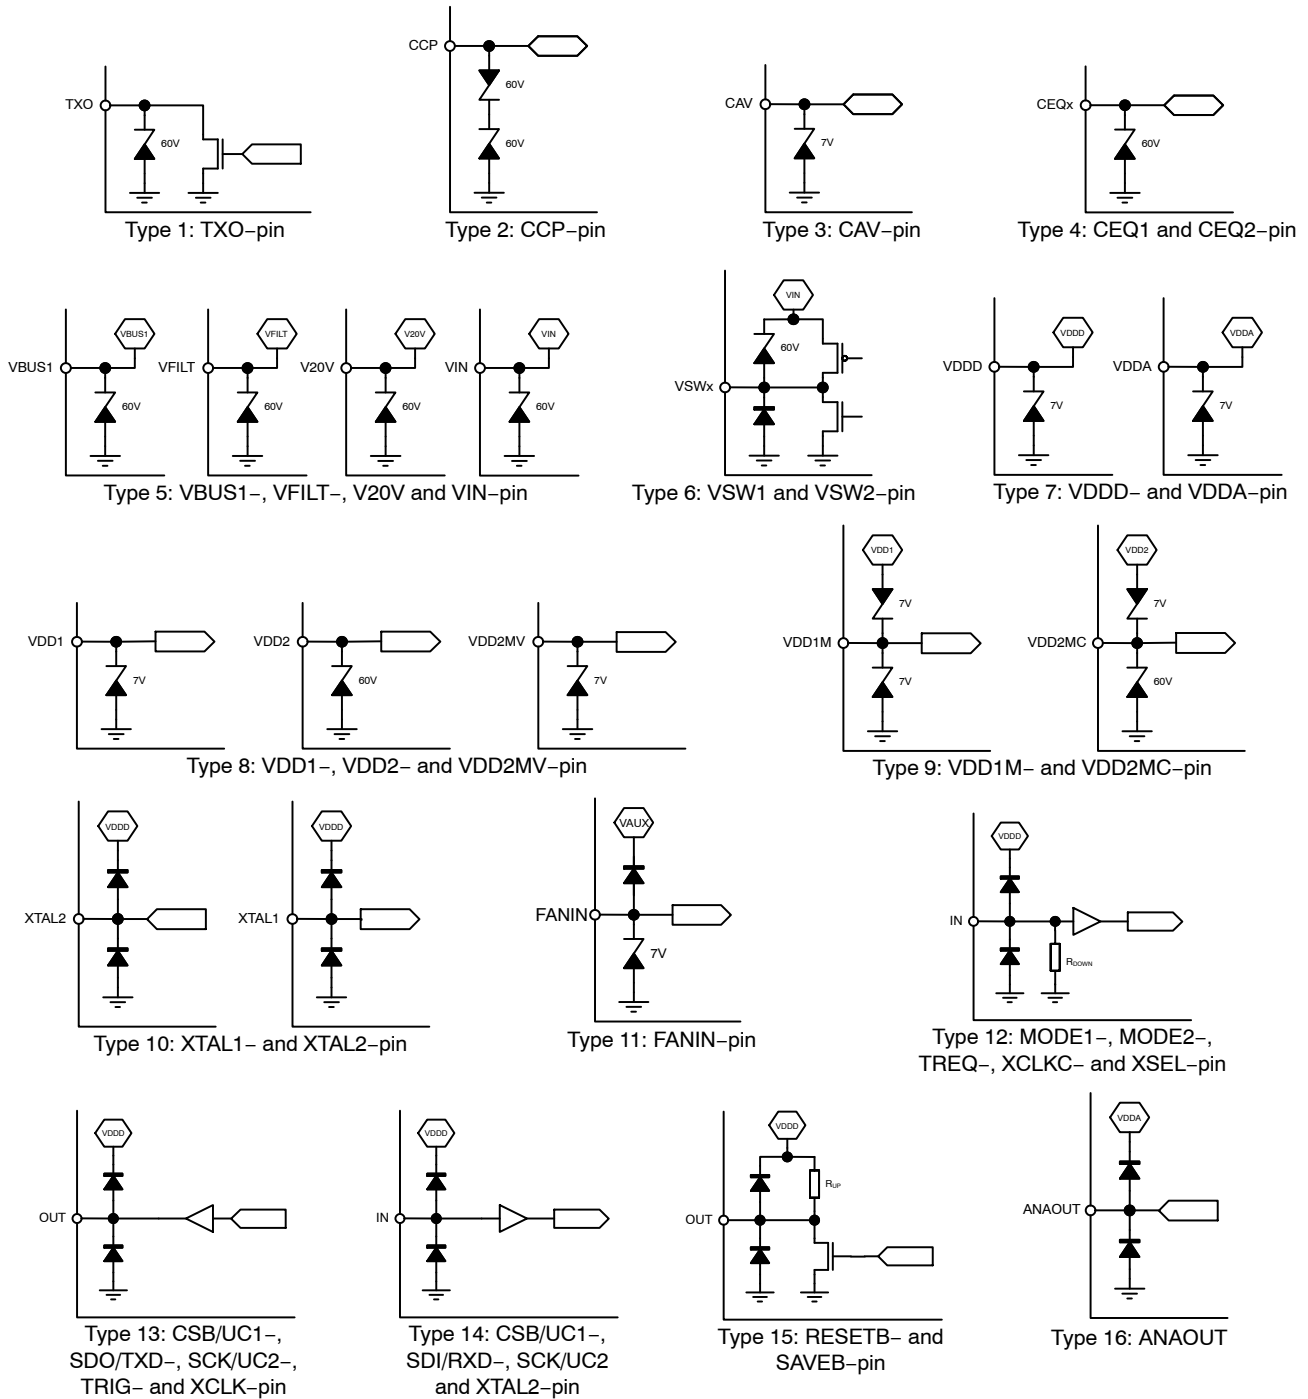 TXO
60V
Type 1: TXO−pin
CCP
60V
60V
Type 2: CCP−pin
CAV
7V
Type 3: CAV−pin
CEQx
60V
Type 4: CEQ1 and CEQ2−pin
VBUS1
VBUS1
60V
VFILT
VFILT
60V
V20V
V20V
60V
VIN
VIN
60V
Type 5: VBUS1−, VFILT−, V20V and VIN−pin
VIN
60V
VSWx
Type 6: VSW1 and VSW2−pin
VDDD
VDDD
7V
VDDA
VDDA
7V
Type 7: VDDD− and VDDA−pin
VDD1
7V
VDD2
60V
VDD2MV
7V
Type 8: VDD1−, VDD2− and VDD2MV−pin
VDD1
7V
VDD1M
7V
VDD2
7V
VDD2MC
60V
Type 9: VDD1M− and VDD2MC−pin
VDDD
XTAL2
VDDD
XTAL1
Type 10: XTAL1− and XTAL2−pin
VAUX
FANIN
7V
Type 11: FANIN−pin
VDDD
IN
RDOWN
Type 12: MODE1−, MODE2−,
TREQ−, XCLKC− and XSEL−pin
VDDD
OUT
Type 13: CSB/UC1−,
SDO/TXD−, SCK/UC2−,
TRIG− and XCLK−pin
VDDD
IN
Type 14: CSB/UC1−,
SDI/RXD−, SCK/UC2
and XTAL2−pin
VDDD
RUP
OUT
Type 15: RESETB− and
SAVEB−pin
VDDA
ANAOUT
Type 16: ANAOUT